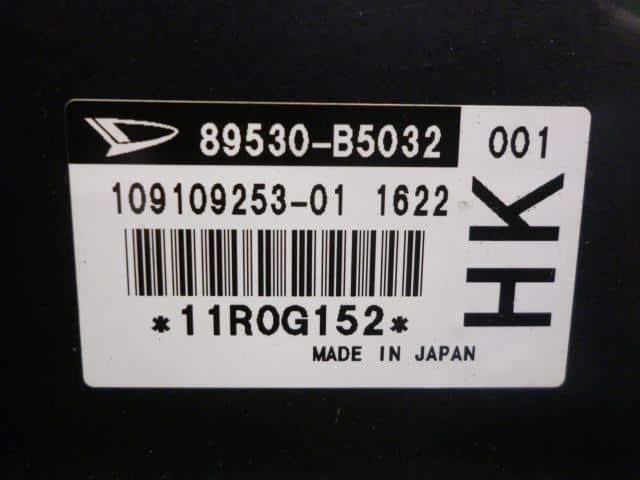 89530-B5032 001
109109253-01 1622
*11R0G152*
MADE IN JAPAN
HK